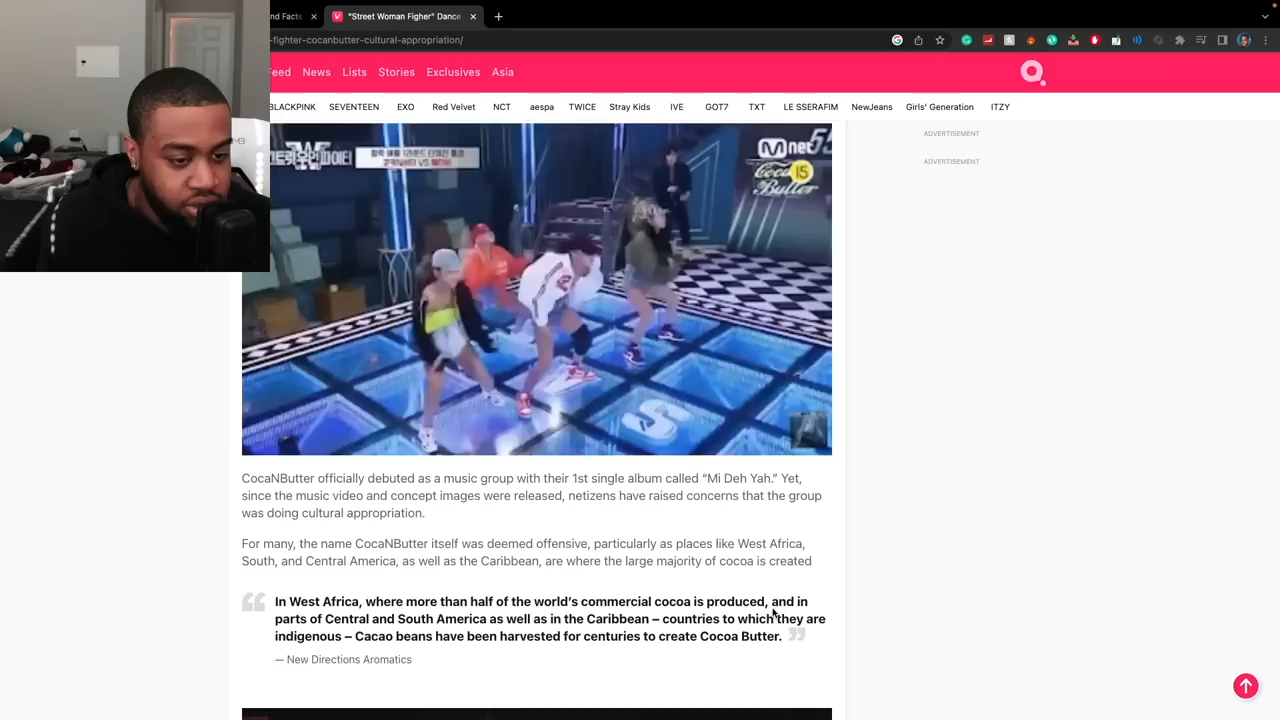 nd Facts
"Street Woman Figher" Dance
-fighter-cocanbutter-cultural-appropriation/
Feed News Lists Stories Exclusives Asia
BLACKPINK SEVENTEEN EXO Red Velvet NCT aespa TWICE Stray Kids IVE GOT7 TXT LE SSERAFIM NewJeans Girls' Generation ITZY
ADVERTISEMENT
ADVERTISEMENT
Mnet
Coca
Butter
15
CocaNButter officially debuted as a music group with their 1st single album called “Mi Deh Yah.” Yet,
since the music video and concept images were released, netizens have raised concerns that the group
was doing cultural appropriation.
For many, the name CocaNButter itself was deemed offensive, particularly as places like West Africa,
South, and Central America, as well as the Caribbean, are where the large majority of cocoa is created
In West Africa, where more than half of the world’s commercial cocoa is produced, and in
parts of Central and South America as well as in the Caribbean – countries to which they are
indigenous – Cacao beans have been harvested for centuries to create Cocoa Butter.
— New Directions Aromatics